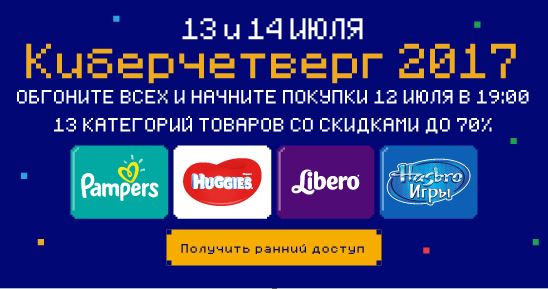 13 и 14 ИЮЛЯ
Киберчетверг 2017
ОБГОНИТЕ ВСЕХ И НАЧНИТЕ ПОКУПКИ 12 ИЮЛЯ В 19:00
13 КАТЕГОРИЙ ТОВАРОВ СО СКИДКАМИ ДО 70%
Pampers
HUGGIES
Libero
Hasbro
Игры
Получить ранний доступ